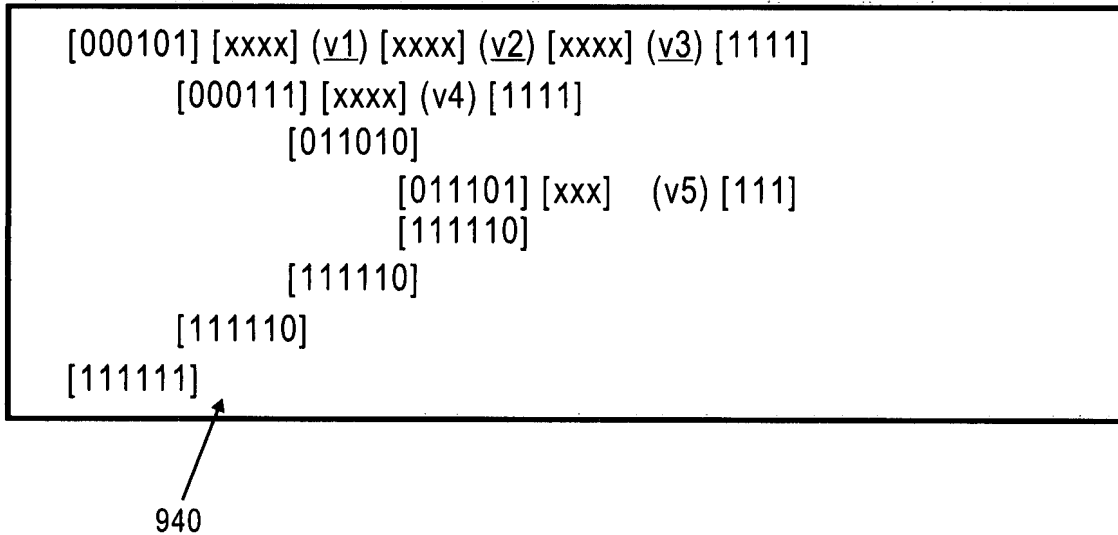 [000101] [xxxx] (v1) [xxxx] (v2) [xxxx] (v3) [1111]
[000111] [xxxx] (v4) [1111]
[011010]
[011101] [xxx] (v5) [111]
[111110]
[111110]
[111110]
[111111]
940